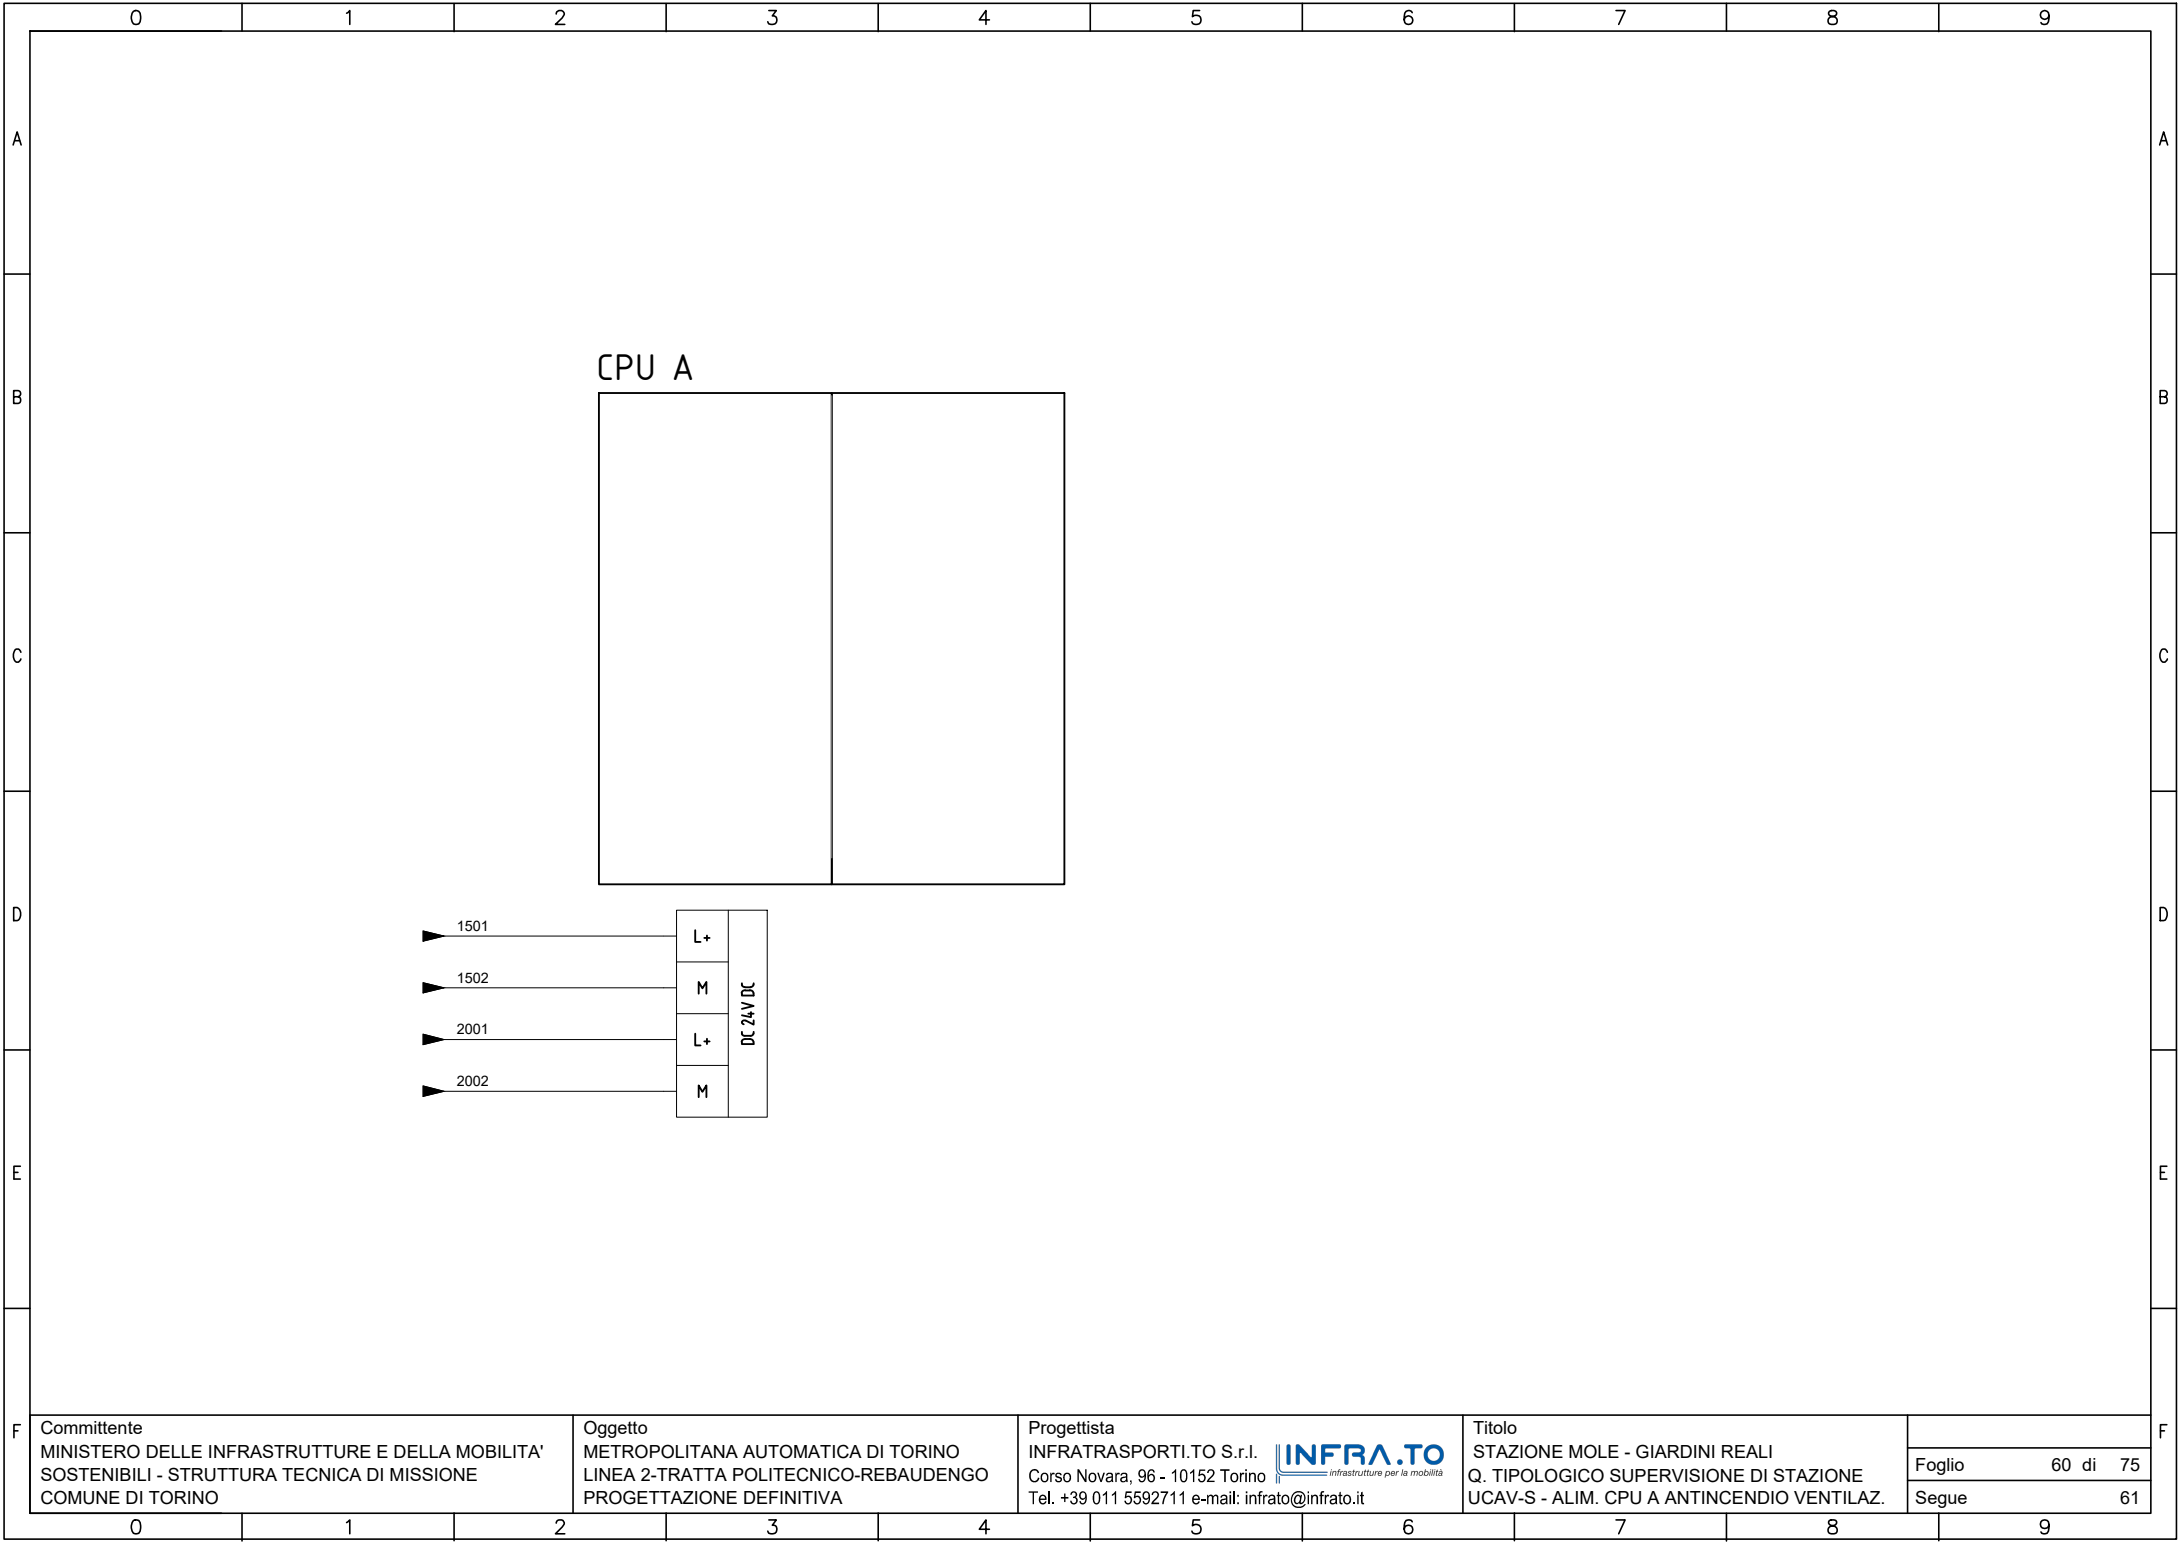 0 1 2 3 4 5 6 7 8 9
A A
CPU A
B B
C C
D D
1501 L+
1502 M
DC 24V DC
2001 L+
2002 M
E E
F F
Committente
MINISTERO DELLE INFRASTRUTTURE E DELLA MOBILITA'
SOSTENIBILI - STRUTTURA TECNICA DI MISSIONE
COMUNE DI TORINO
Oggetto
METROPOLITANA AUTOMATICA DI TORINO
LINEA 2-TRATTA POLITECNICO-REBAUDENGO
PROGETTAZIONE DEFINITIVA
Progettista
INFRATRASPORTI.TO S.r.l.
Corso Novara, 96 - 10152 Torino
Tel. +39 011 5592711 e-mail: infrato@infrato.it
INFRA.TO
infrastrutture per la mobilità
Titolo
STAZIONE MOLE - GIARDINI REALI
Q. TIPOLOGICO SUPERVISIONE DI STAZIONE
UCAV-S - ALIM. CPU A ANTINCENDIO VENTILAZ.
Foglio 60 di 75
Segue 61
0 1 2 3 4 5 6 7 8 9